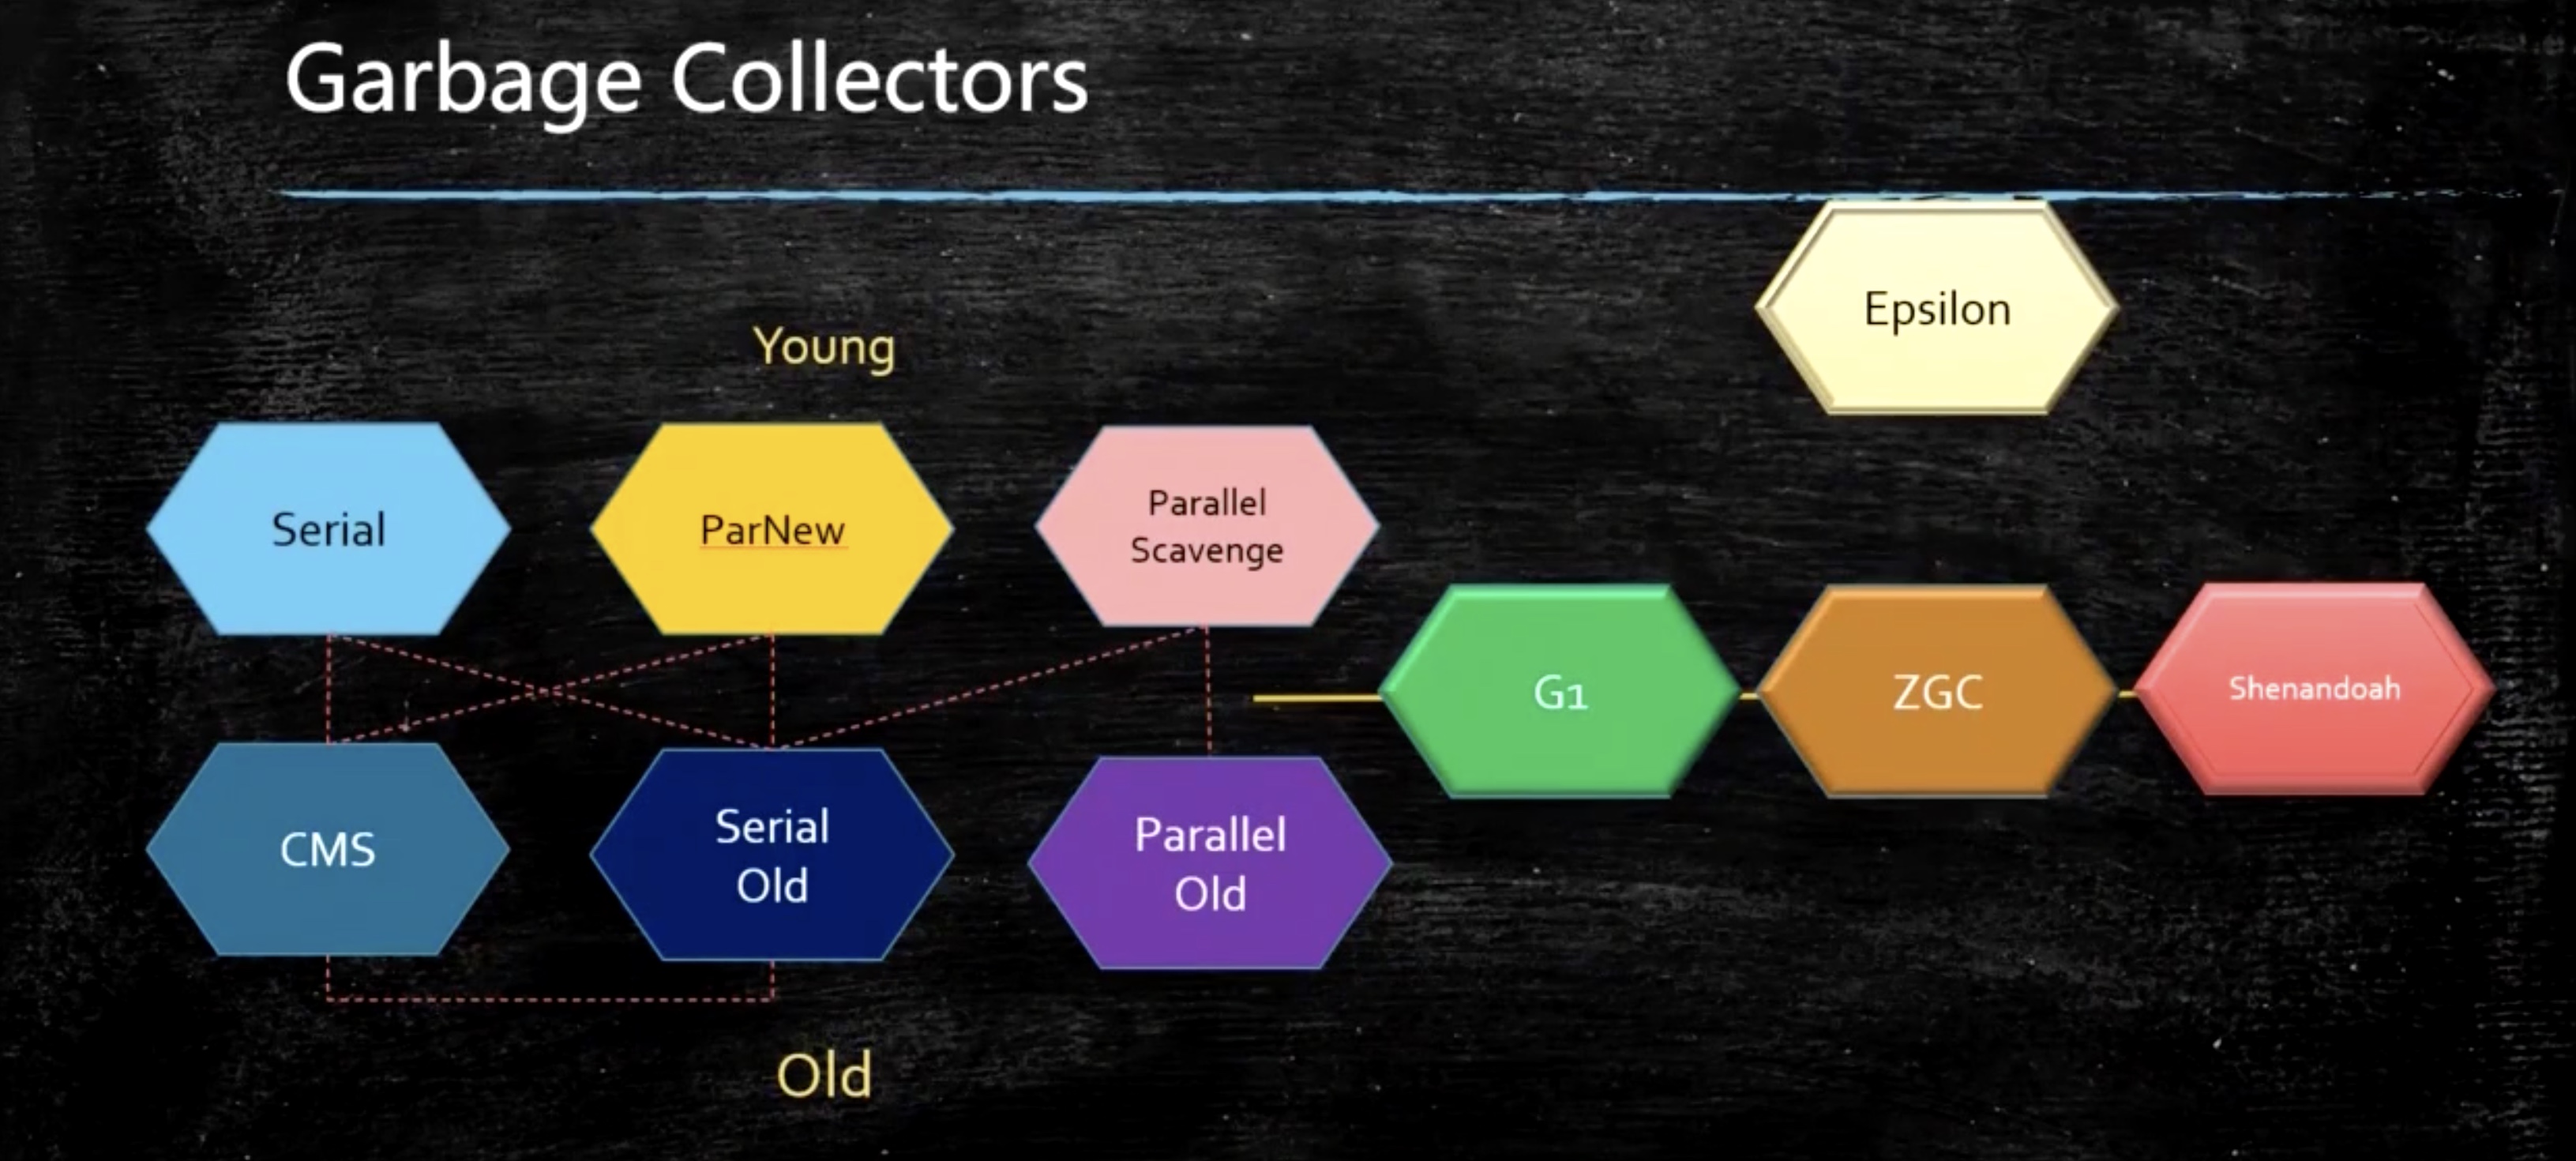 Garbage Collectors
Epsilon
Young
Serial
ParNew
Parallel
Scavenge
G1
ZGC
Shenandoah
CMS
Serial
Old
Parallel
Old
Old